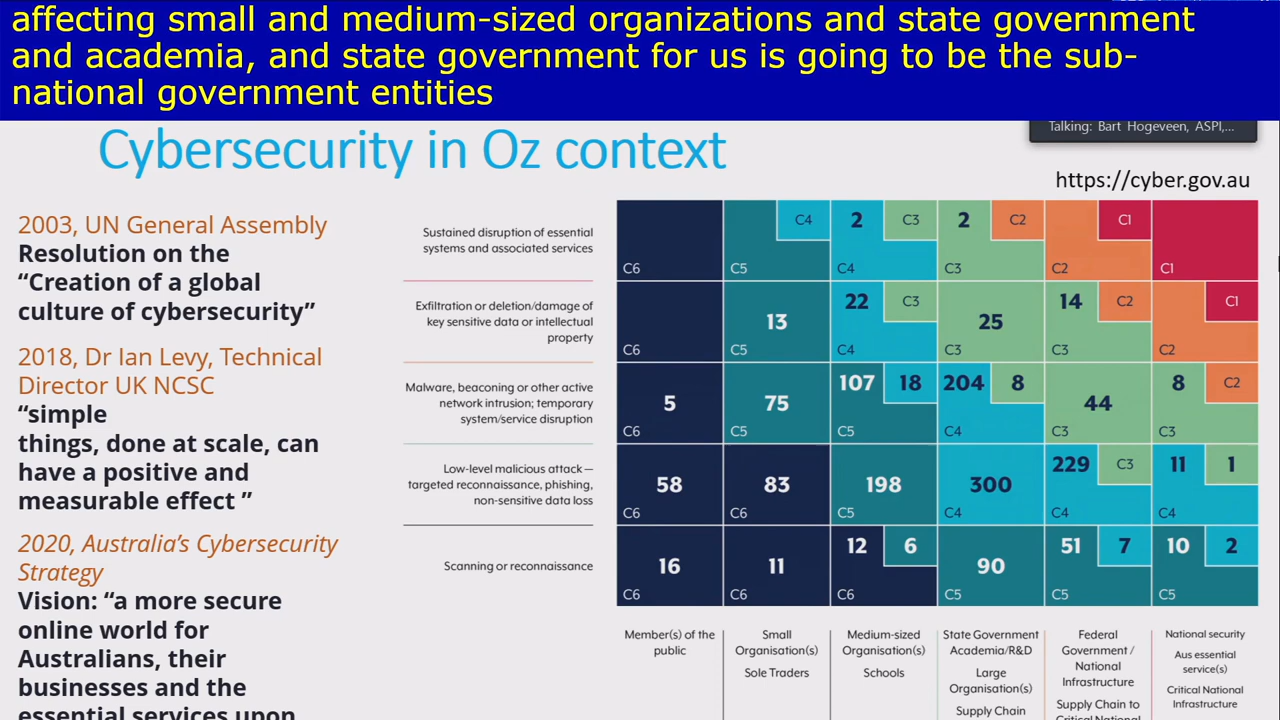 affecting small and medium-sized organizations and state government
and academia, and state government for us is going to be the sub-
national government entities
Talking: Bart Hogeveen, ASPI,...
Cybersecurity in Oz context
https://cyber.gov.au
2003, UN General Assembly
Resolution on the
“Creation of a global
culture of cybersecurity”
2018, Dr Ian Levy, Technical
Director UK NCSC
“simple
things, done at scale, can
have a positive and
measurable effect ”
2020, Australia’s Cybersecurity
Strategy
Vision: “a more secure
online world for
Australians, their
businesses and the
essential services upon
Sustained disruption of essential
systems and associated services
C6
C5 C4
2 C3 C4
2 C2 C3
C1 C2
C1
Exfiltration or deletion/damage of
key sensitive data or intellectual
property
C6
13 C5
22 C3 C4
25 C3
14 C2 C3
C1 C2
Malware, beaconing or other active
network intrusion; temporary
system/service disruption
5 C6
75 C5
107 18 C5
204 8 C4
44 C3
8 C2 C3
Low-level malicious attack—
targeted reconnaissance, phishing,
non-sensitive data loss
58 C6
83 C6
198 C5
300 C4
229 C3 C4
11 1 C4
Scanning or reconnaissance
16 C6
11 C6
12 6 C6
90 C5
51 7 C5
10 2 C5
Member(s) of the
public
Small
Organisation(s)
Sole Traders
Medium-sized
Organisation(s)
Schools
State Government
Academia/R&D
Large
Organisation(s)
Supply Chain
Federal
Government /
National
Infrastructure
Supply Chain to
Critical National
National security
Aus essential
service(s)
Critical National
Infrastructure